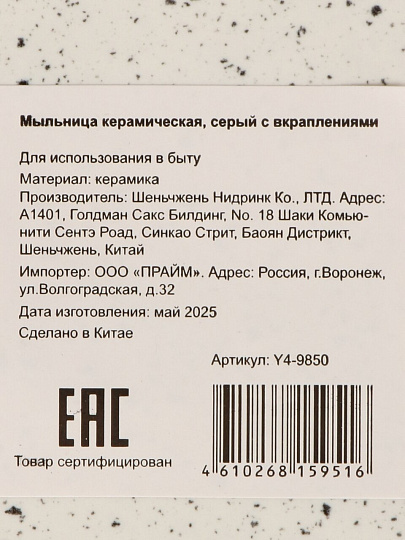 Мыльница керамическая, серый с вкраплениями
Для использования в быту
Материал: керамика
Производитель: Шеньчжень Нидринк Ко., ЛТД. Адрес:
А1401, Голдман Сакс Билдинг, No. 18 Шаки Комью-
нити Сентэ Роад, Синкао Стрит, Баоян Дистрикт,
Шеньчжень, Китай
Импортер: ООО «ПРАЙМ». Адрес: Россия, г.Воронеж,
ул.Волгоградская, д.32
Дата изготовления: май 2025
Сделано в Китае
Артикул: Y4-9850
EAC
Товар сертифицирован
4 610268 159516